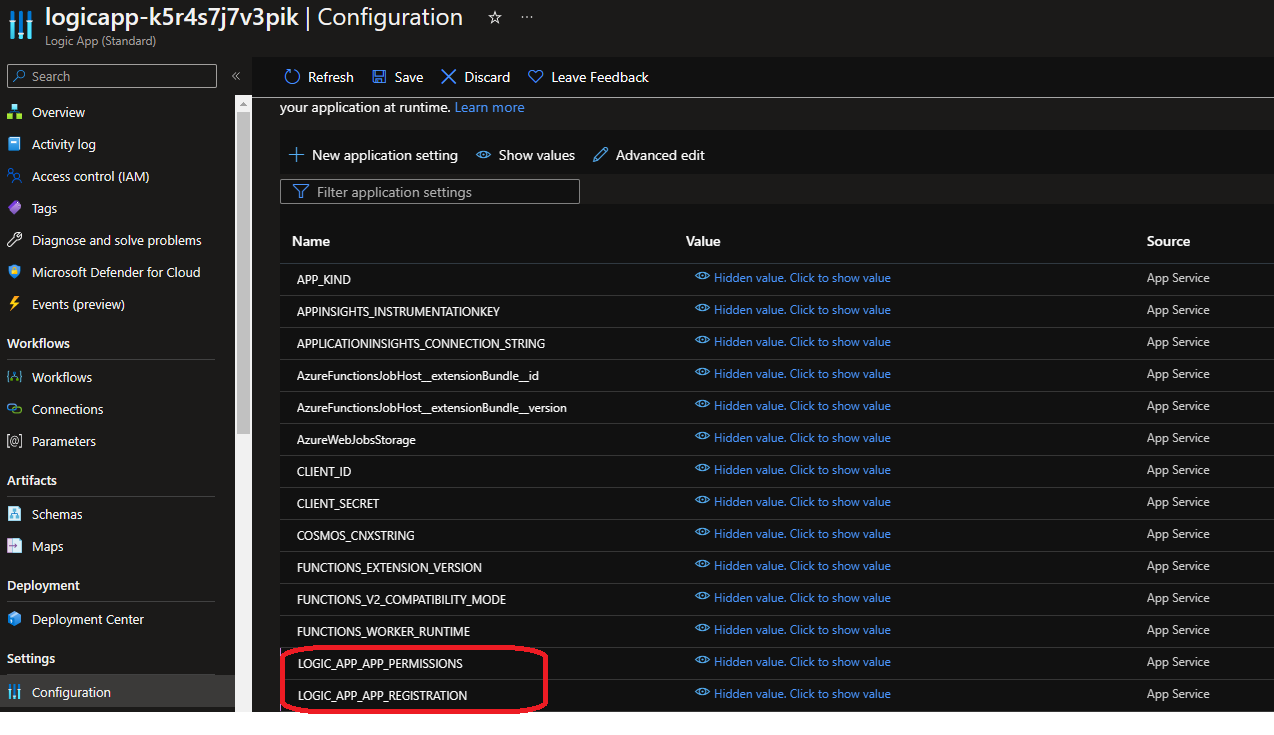 logicapp-k5r4s7j7v3pik | Configuration
Logic App (Standard)
Search
Overview
Activity log
Access control (IAM)
Tags
Diagnose and solve problems
Microsoft Defender for Cloud
Events (preview)
Workflows
Workflows
Connections
Parameters
Artifacts
Schemas
Maps
Deployment
Deployment Center
Settings
Configuration
Refresh Save Discard Leave Feedback
your application at runtime. Learn more
New application setting Show values Advanced edit
Filter application settings
Name Value Source
APP_KIND Hidden value. Click to show value App Service
APPINSIGHTS_INSTRUMENTATIONKEY Hidden value. Click to show value App Service
APPLICATIONINSIGHTS_CONNECTION_STRING Hidden value. Click to show value App Service
AzureFunctionsJobHost__extensionBundle__id Hidden value. Click to show value App Service
AzureFunctionsJobHost__extensionBundle__version Hidden value. Click to show value App Service
AzureWebJobsStorage Hidden value. Click to show value App Service
CLIENT_ID Hidden value. Click to show value App Service
CLIENT_SECRET Hidden value. Click to show value App Service
COSMOS_CNXSTRING Hidden value. Click to show value App Service
FUNCTIONS_EXTENSION_VERSION Hidden value. Click to show value App Service
FUNCTIONS_V2_COMPATIBILITY_MODE Hidden value. Click to show value App Service
FUNCTIONS_WORKER_RUNTIME Hidden value. Click to show value App Service
LOGIC_APP_APP_PERMISSIONS Hidden value. Click to show value App Service
LOGIC_APP_APP_REGISTRATION Hidden value. Click to show value App Service